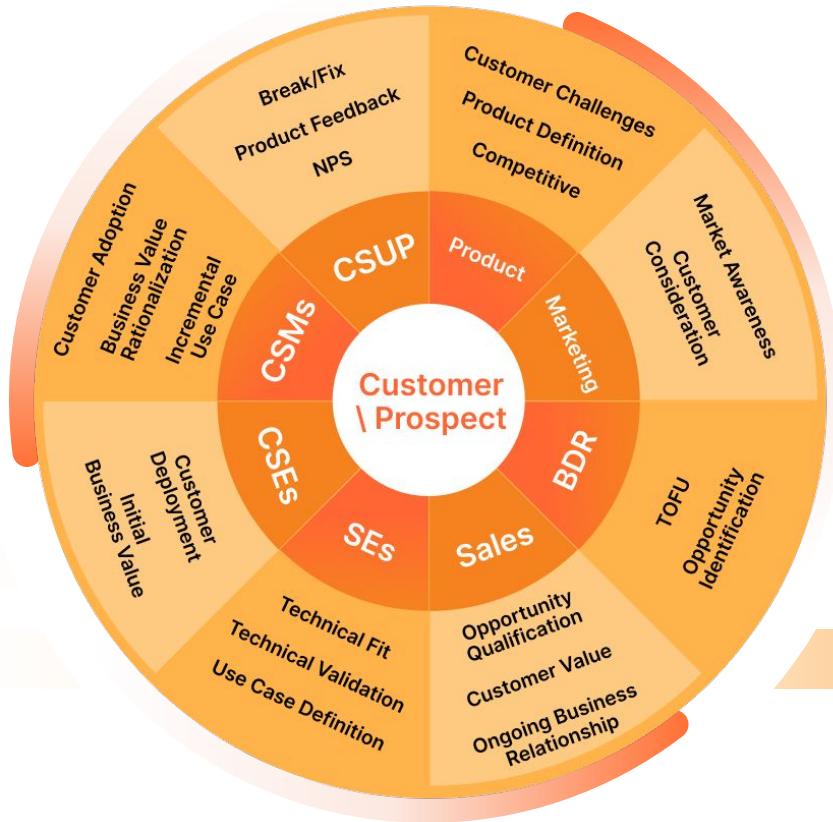 Customer
\ Prospect
Product
Customer Challenges
Product Definition
Competitive
Marketing
Market Awareness
Customer
Consideration
BDR
TOFU
Opportunity
Identification
Sales
Opportunity
Qualification
Customer Value
Ongoing Business
Relationship
SEs
Technical Fit
Technical Validation
Use Case Definition
CSEs
Customer
Deployment
Initial
Business Value
CSMs
Customer Adoption
Business Value
Rationalization
Incremental
Use Case
CSUP
Break/Fix
Product Feedback
NPS